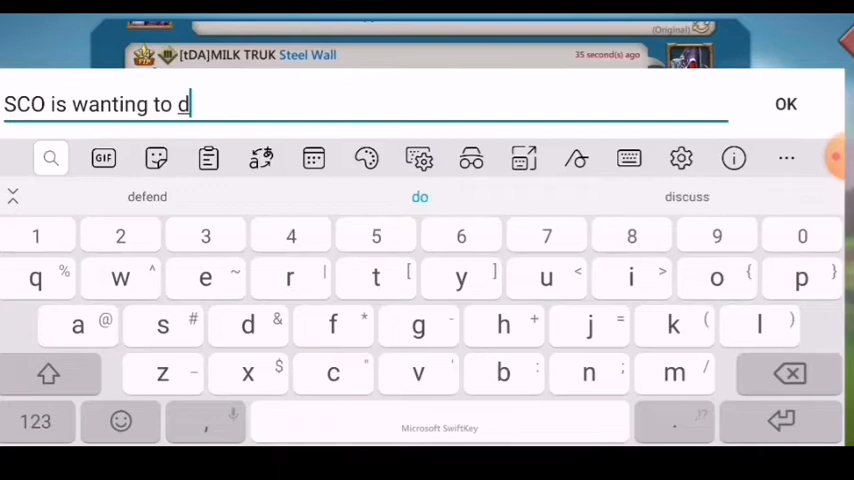 (Original)
[tDA]MILK TRUK Steel Wall
35 second(s) ago
SCO is wanting to d
OK
GIF
defend do discuss
1 2 3 4 5 6 7 8 9 0
q % w ^ e ~ r | t [ y ] u < i > o { p }
a @ s # d & f * g - h + j = k ( l )
z _ x $ c " v ' b : n ; m /
123 , Microsoft SwiftKey . ,!?